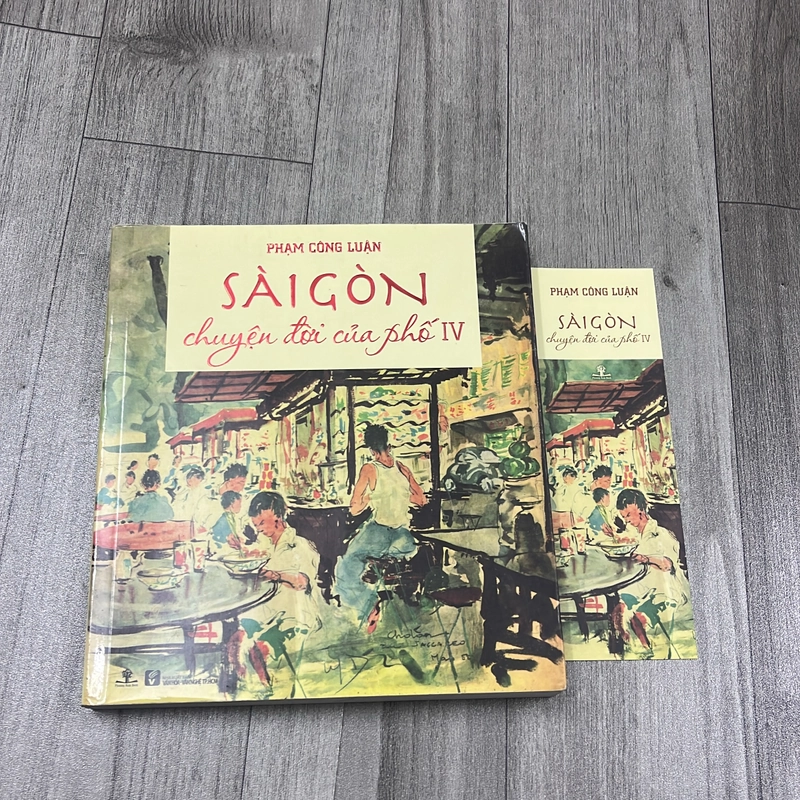 PHẠM CÔNG LUẬN
SÀIGÒN
chuyện đời của phố IV
PHẠM CÔNG LUẬN
SÀIGÒN
chuyện đời của phố IV